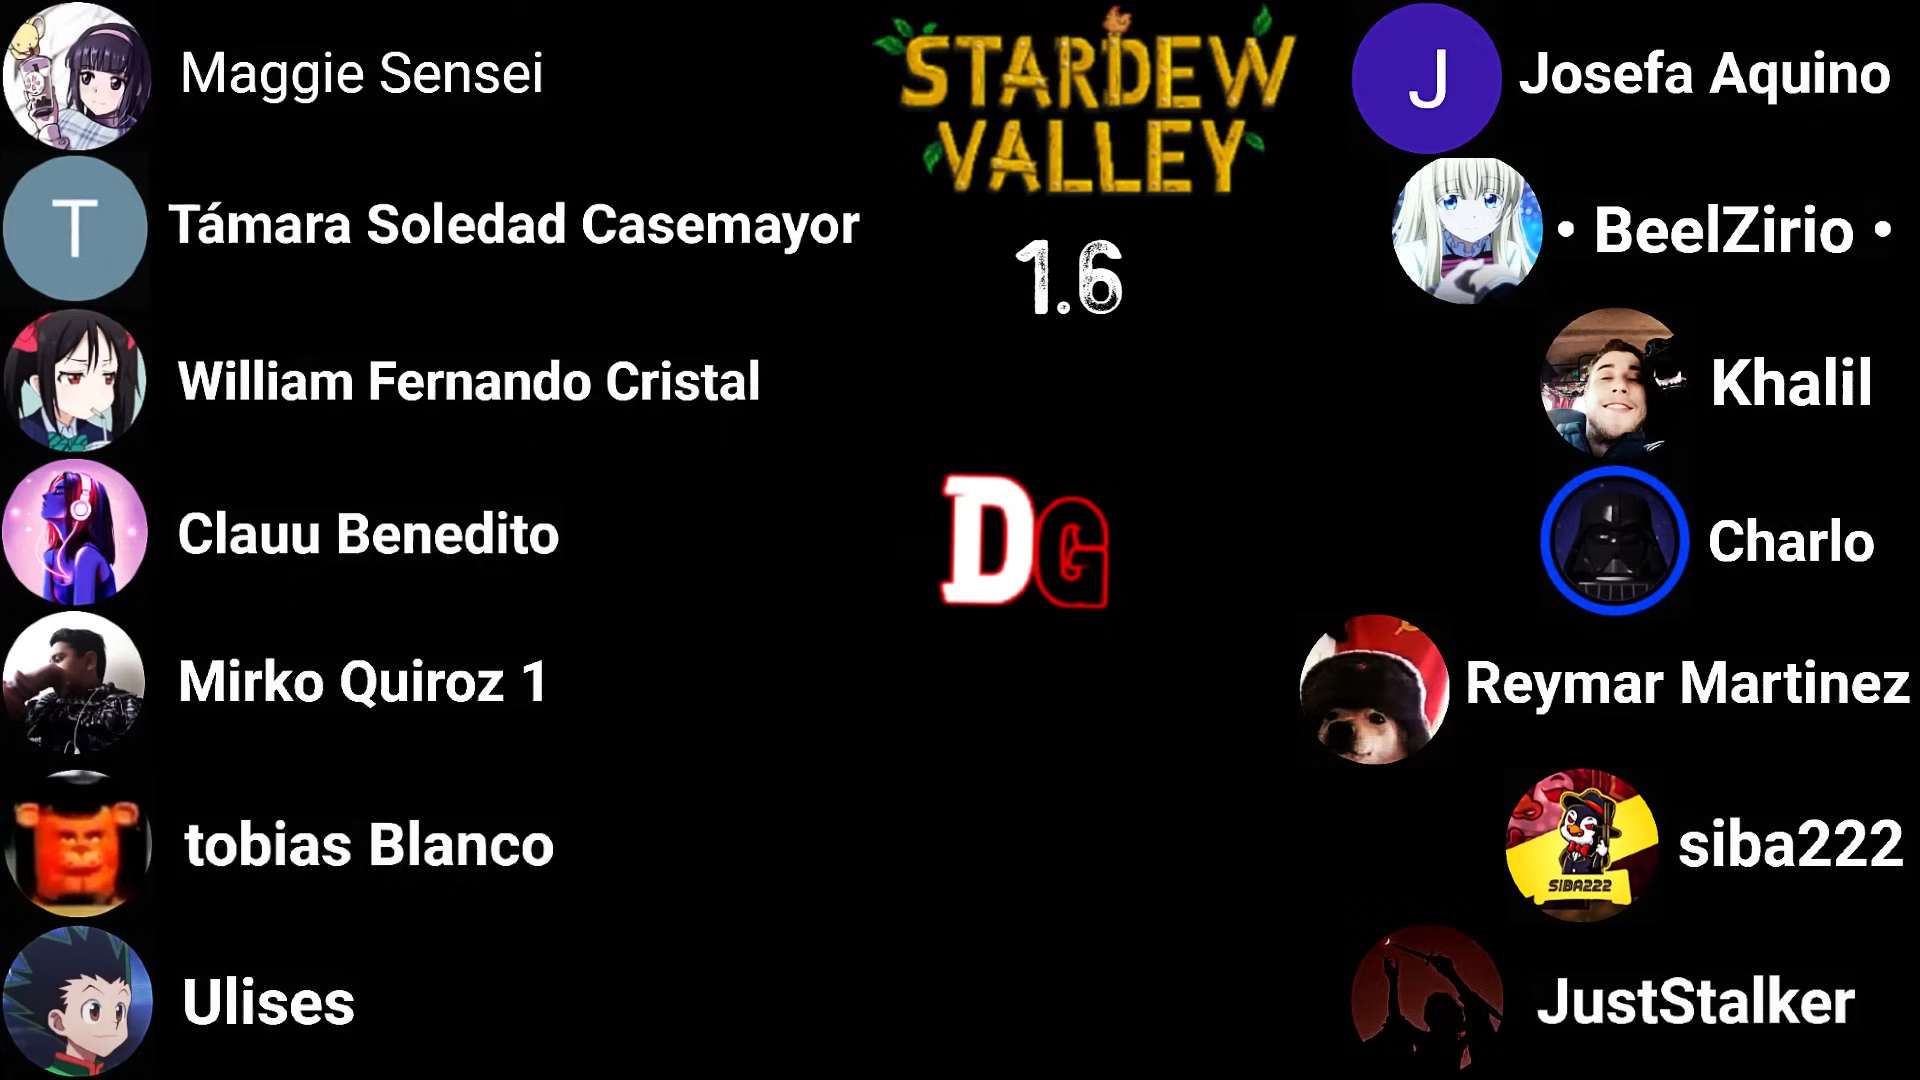 Maggie Sensei
T
Támara Soledad Casemayor
William Fernando Cristal
Clauu Benedito
Mirko Quiroz 1
tobias Blanco
Ulises
STARDEW
VALLEY
1.6
DG
J
Josefa Aquino
• BeelZirio •
Khalil
Charlo
Reymar Martinez
SIBA222
siba222
JustStalker